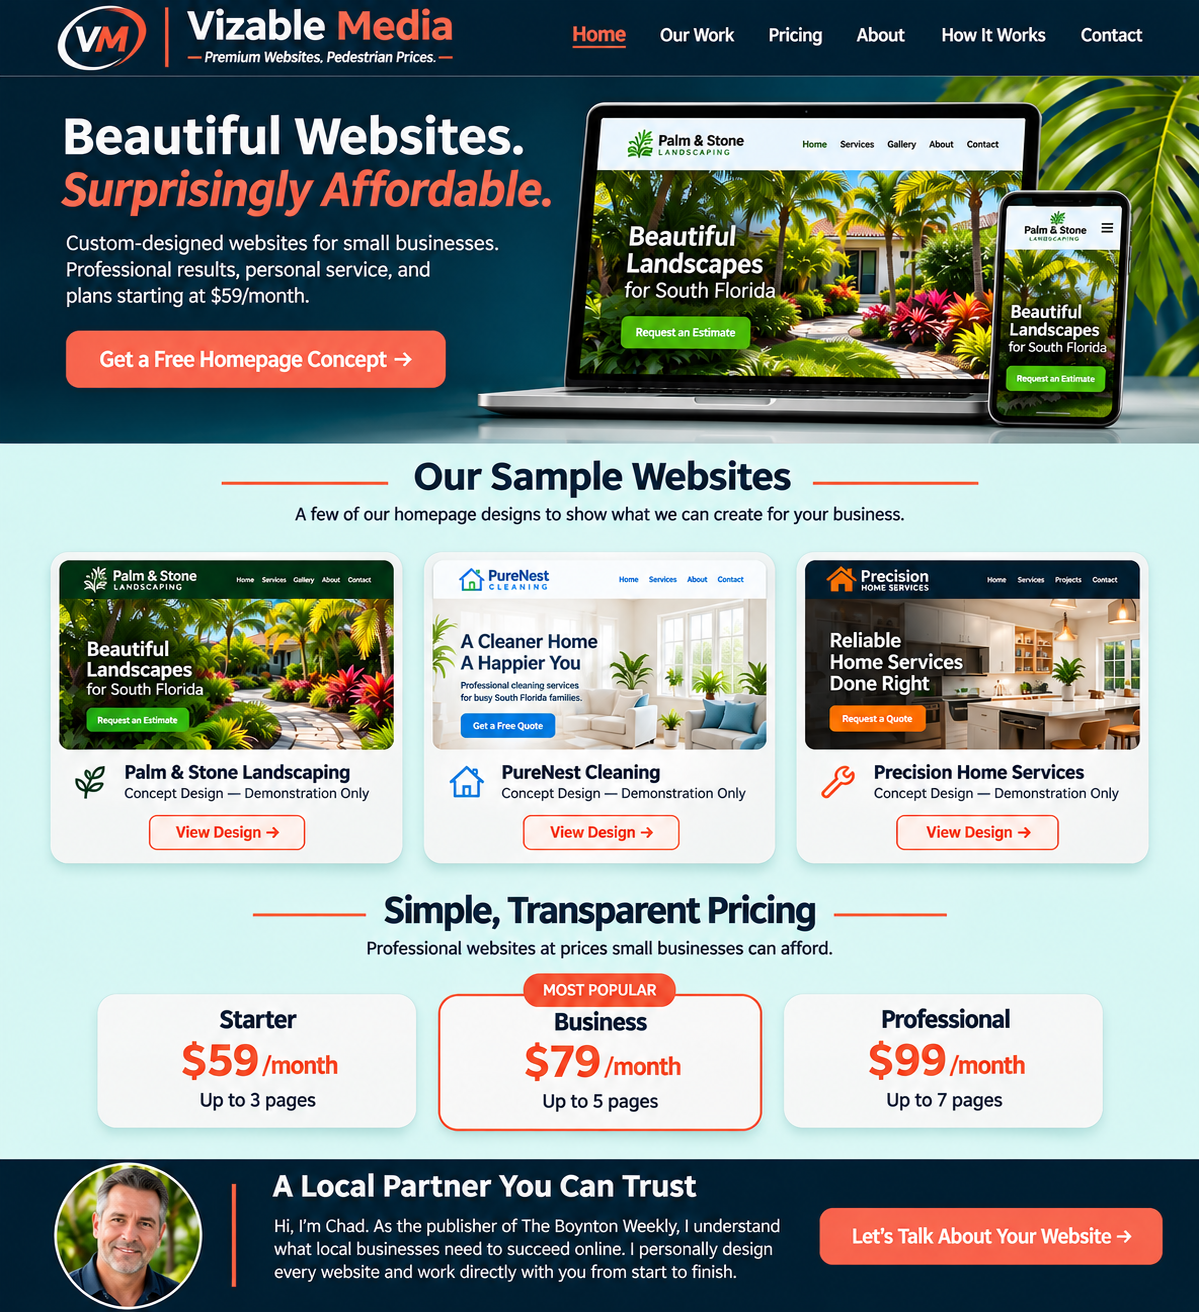 VM
Vizable Media
Premium Websites, Pedestrian Prices.
Home Our Work Pricing About How It Works Contact
Beautiful Websites.
Surprisingly Affordable.
Custom-designed websites for small businesses.
Professional results, personal service, and
plans starting at $59/month.
Get a Free Homepage Concept →
Palm & Stone
LANDSCAPING
Home Services Gallery About Contact
Beautiful
Landscapes
for South Florida
Request an Estimate
Palm & Stone
LANDSCAPING
Beautiful
Landscapes
for South Florida
Request an Estimate
Our Sample Websites
A few of our homepage designs to show what we can create for your business.
Palm & Stone
LANDSCAPING
Home Services Gallery About Contact
Beautiful
Landscapes
for South Florida
Request an Estimate
Palm & Stone Landscaping
Concept Design — Demonstration Only
View Design →
PureNest
CLEANING
Home Services About Contact
A Cleaner Home
A Happier You
Professional cleaning services
for busy South Florida families.
Get a Free Quote
PureNest Cleaning
Concept Design — Demonstration Only
View Design →
Precision
HOME SERVICES
Home Services Projects Contact
Reliable
Home Services
Done Right
Request a Quote
Precision Home Services
Concept Design — Demonstration Only
View Design →
Simple, Transparent Pricing
Professional websites at prices small businesses can afford.
Starter
$59/month
Up to 3 pages
MOST POPULAR
Business
$79/month
Up to 5 pages
Professional
$99/month
Up to 7 pages
A Local Partner You Can Trust
Hi, I'm Chad. As the publisher of The Boynton Weekly, I understand
what local businesses need to succeed online. I personally design
every website and work directly with you from start to finish.
Let's Talk About Your Website →